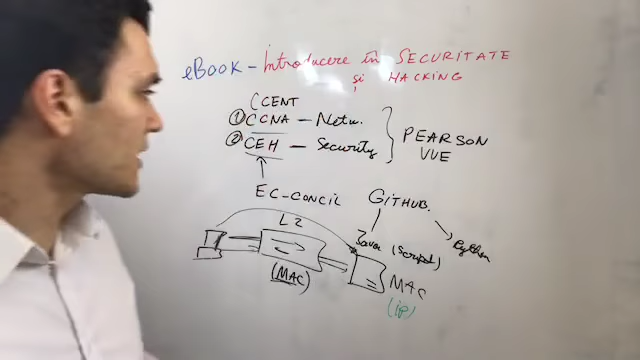 eBOOK - Introducere în SECURITATE
și HACKING
CCENT
① CCNA - Netw.
② CEH - Security
PEARSON
VUE
EC-CONCIL
GITHUB.
L2
Java (Script)
Python
(MAC)
MAC
(ip)